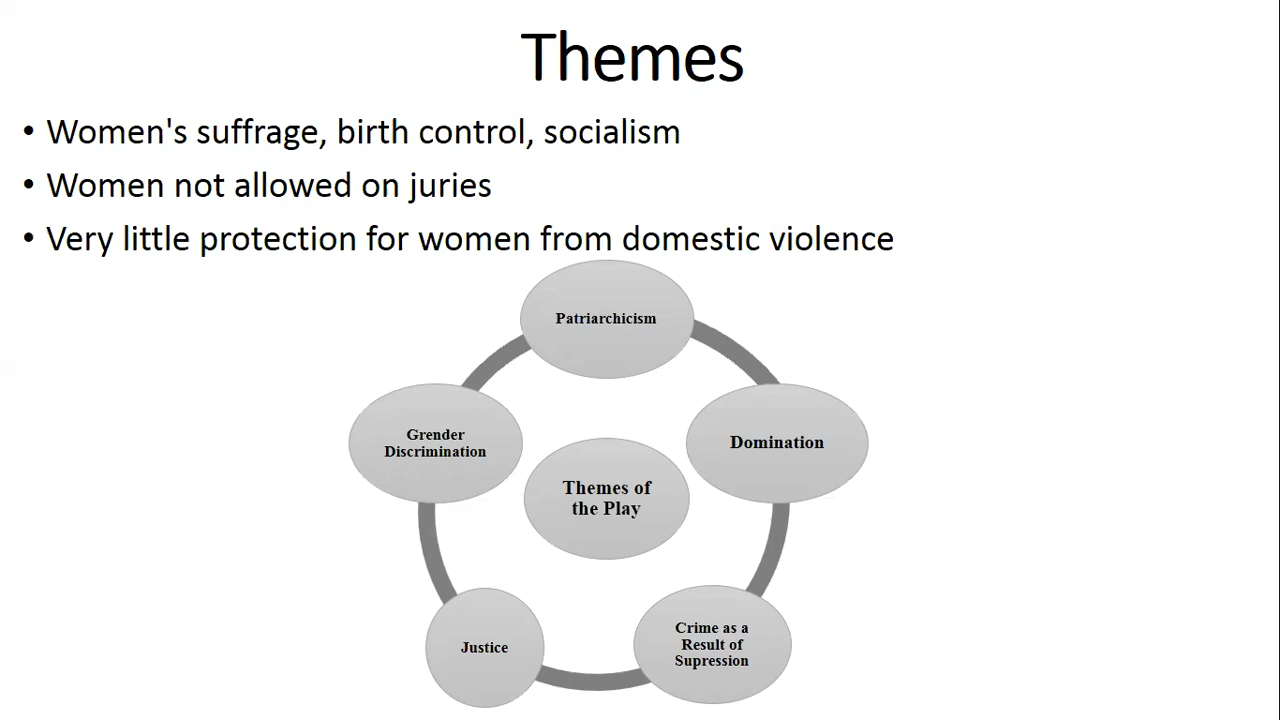 Themes
• Women's suffrage, birth control, socialism
• Women not allowed on juries
• Very little protection for women from domestic violence
Patriarchicism
Domination
Crime as a
Result of
Supression
Justice
Grender
Discrimination
Themes of
the Play